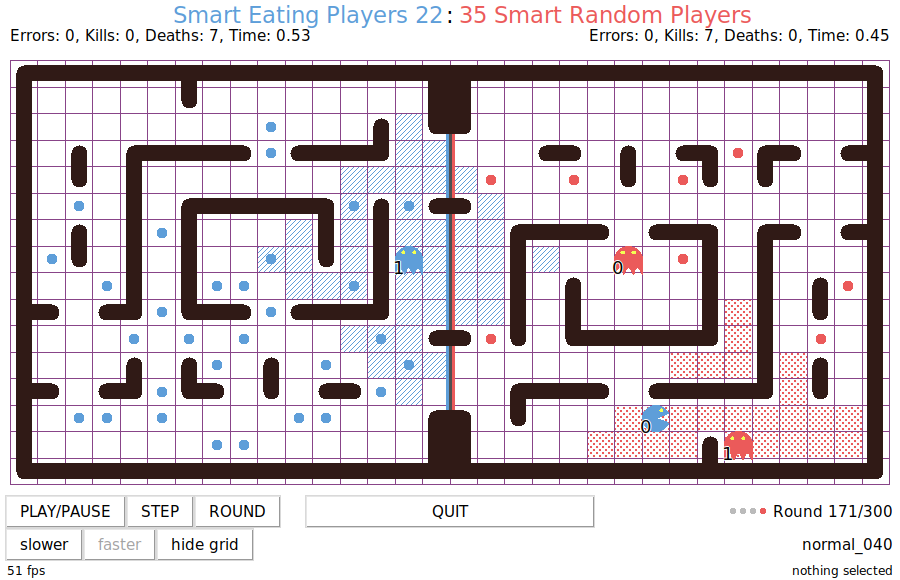 Smart Eating Players 22 : 35 Smart Random Players
Errors: 0, Kills: 0, Deaths: 7, Time: 0.53
Errors: 0, Kills: 7, Deaths: 0, Time: 0.45
1
0
0
1
PLAY/PAUSE STEP ROUND QUIT Round 171/300
slower faster hide grid normal_040
51 fps nothing selected